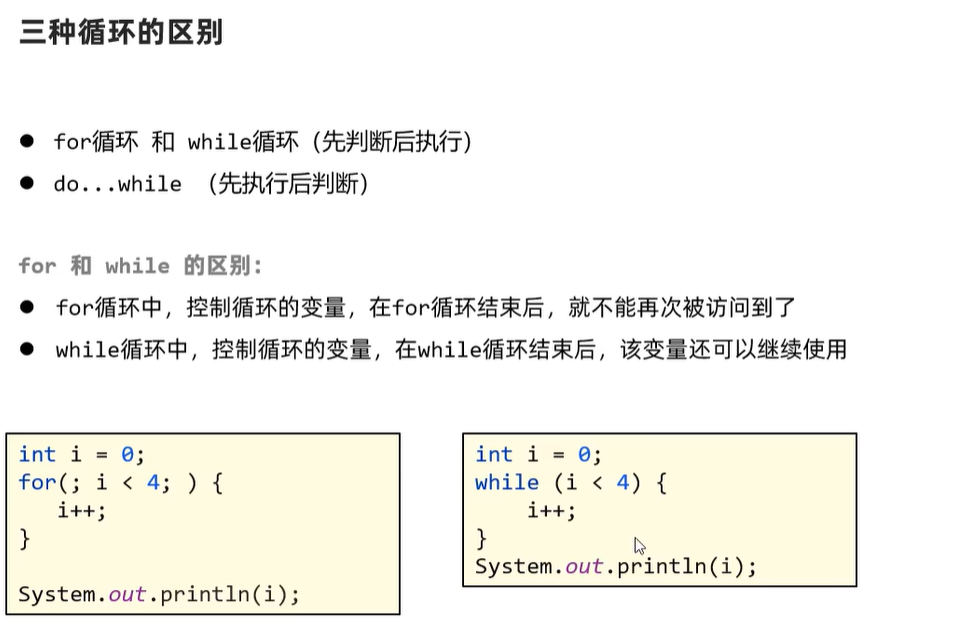 三种循环的区别
● for循环 和 while循环（先判断后执行）
● do...while （先执行后判断）
for 和 while 的区别：
● for循环中，控制循环的变量，在for循环结束后，就不能再次被访问到了
● while循环中，控制循环的变量，在while循环结束后，该变量还可以继续使用
int i = 0;
for(; i < 4; ) {
i++;
}
System.out.println(i);
int i = 0;
while (i < 4) {
i++;
}
System.out.println(i);